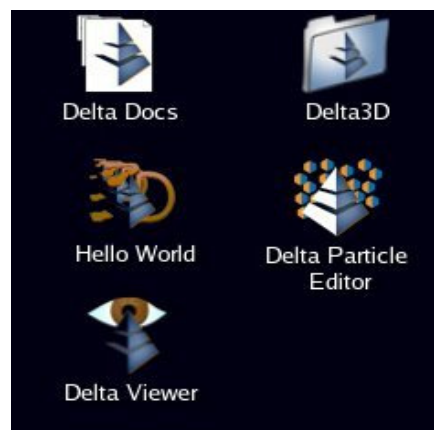 Delta Docs
Delta3D
Hello World
Delta Particle
Editor
Delta Viewer